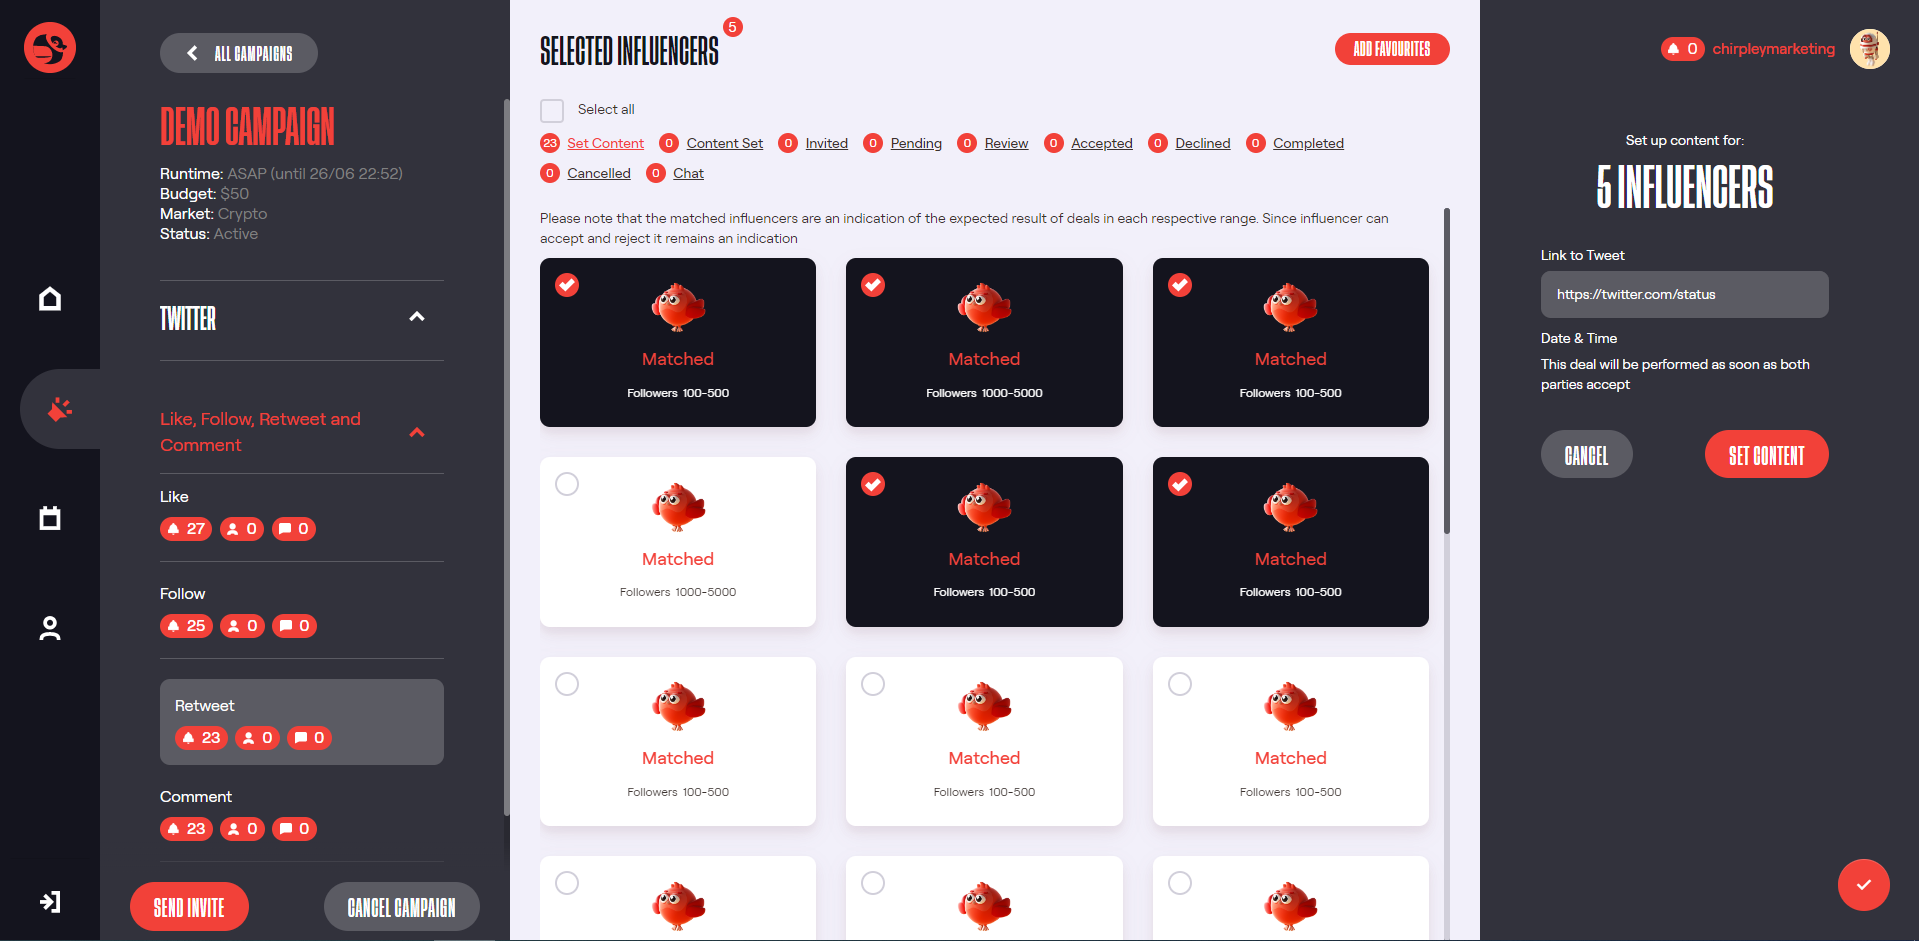 ALL CAMPAIGNS
DEMO CAMPAIGN
Runtime: ASAP (until 26/06 22:52)
Budget: $50
Market: Crypto
Status: Active
TWITTER
Like, Follow, Retweet and
Comment
Like
27 0 0
Follow
25 0 0
Retweet
23 0 0
Comment
23 0 0
SEND INVITE
CANCEL CAMPAIGN
SELECTED INFLUENCERS 5
ADD FAVOURITES
Select all
23 Set Content 0 Content Set 0 Invited 0 Pending 0 Review 0 Accepted 0 Declined 0 Completed
0 Cancelled 0 Chat
Please note that the matched influencers are an indication of the expected result of deals in each respective range. Since influencer can
accept and reject it remains an indication
Matched Matched Matched
Followers 100-500 Followers 1000-5000 Followers 100-500
Matched Matched Matched
Followers 1000-5000 Followers 100-500 Followers 100-500
Matched Matched Matched
Followers 100-500 Followers 100-500 Followers 100-500
0 chirpleymarketing
Set up content for:
5 INFLUENCERS
Link to Tweet
https://twitter.com/status
Date & Time
This deal will be performed as soon as both
parties accept
CANCEL
SET CONTENT